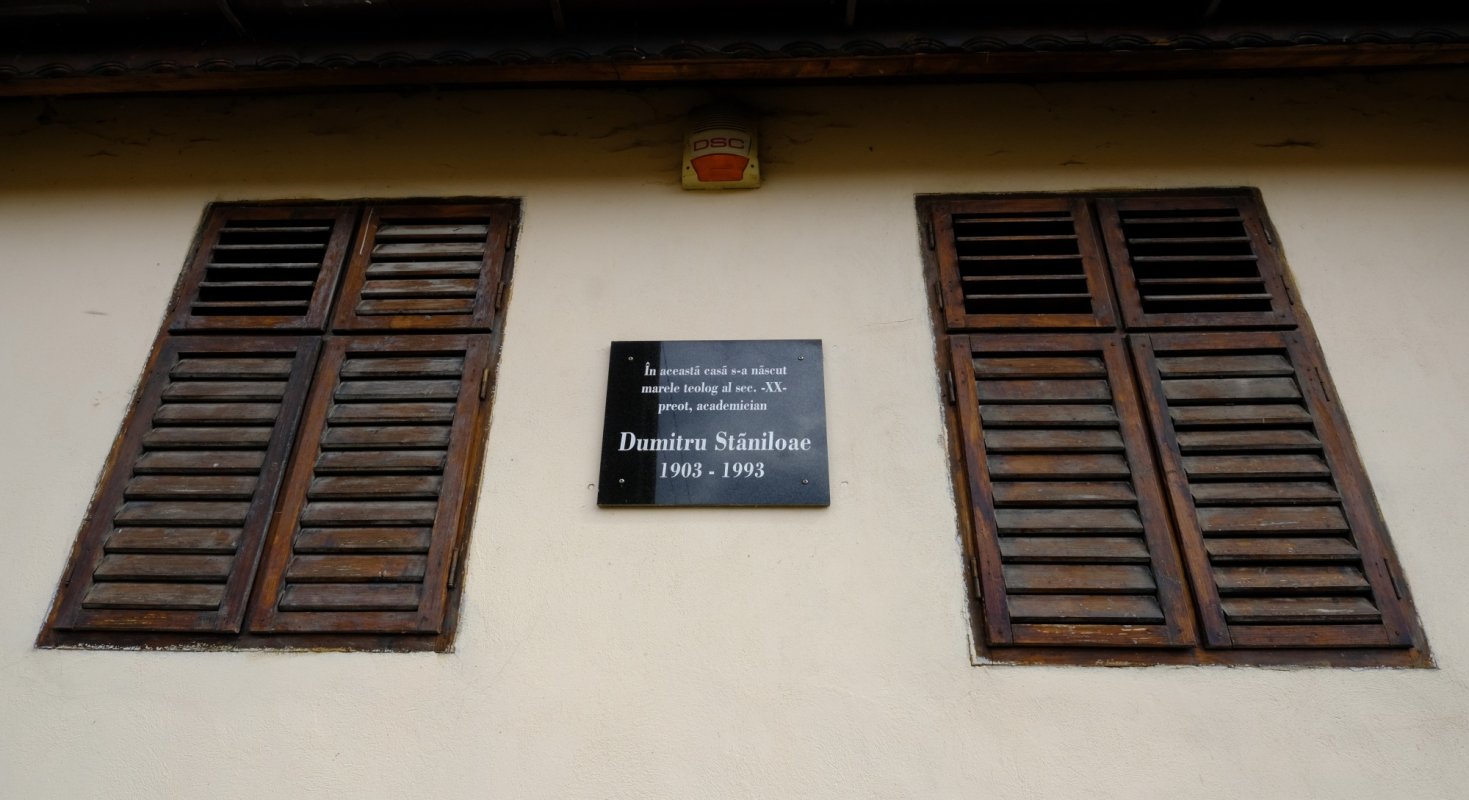 DSC
În această casă s-a născut
marele teolog al sec. -XX-
preot, academician
Dumitru Stãniloae
1903 - 1993